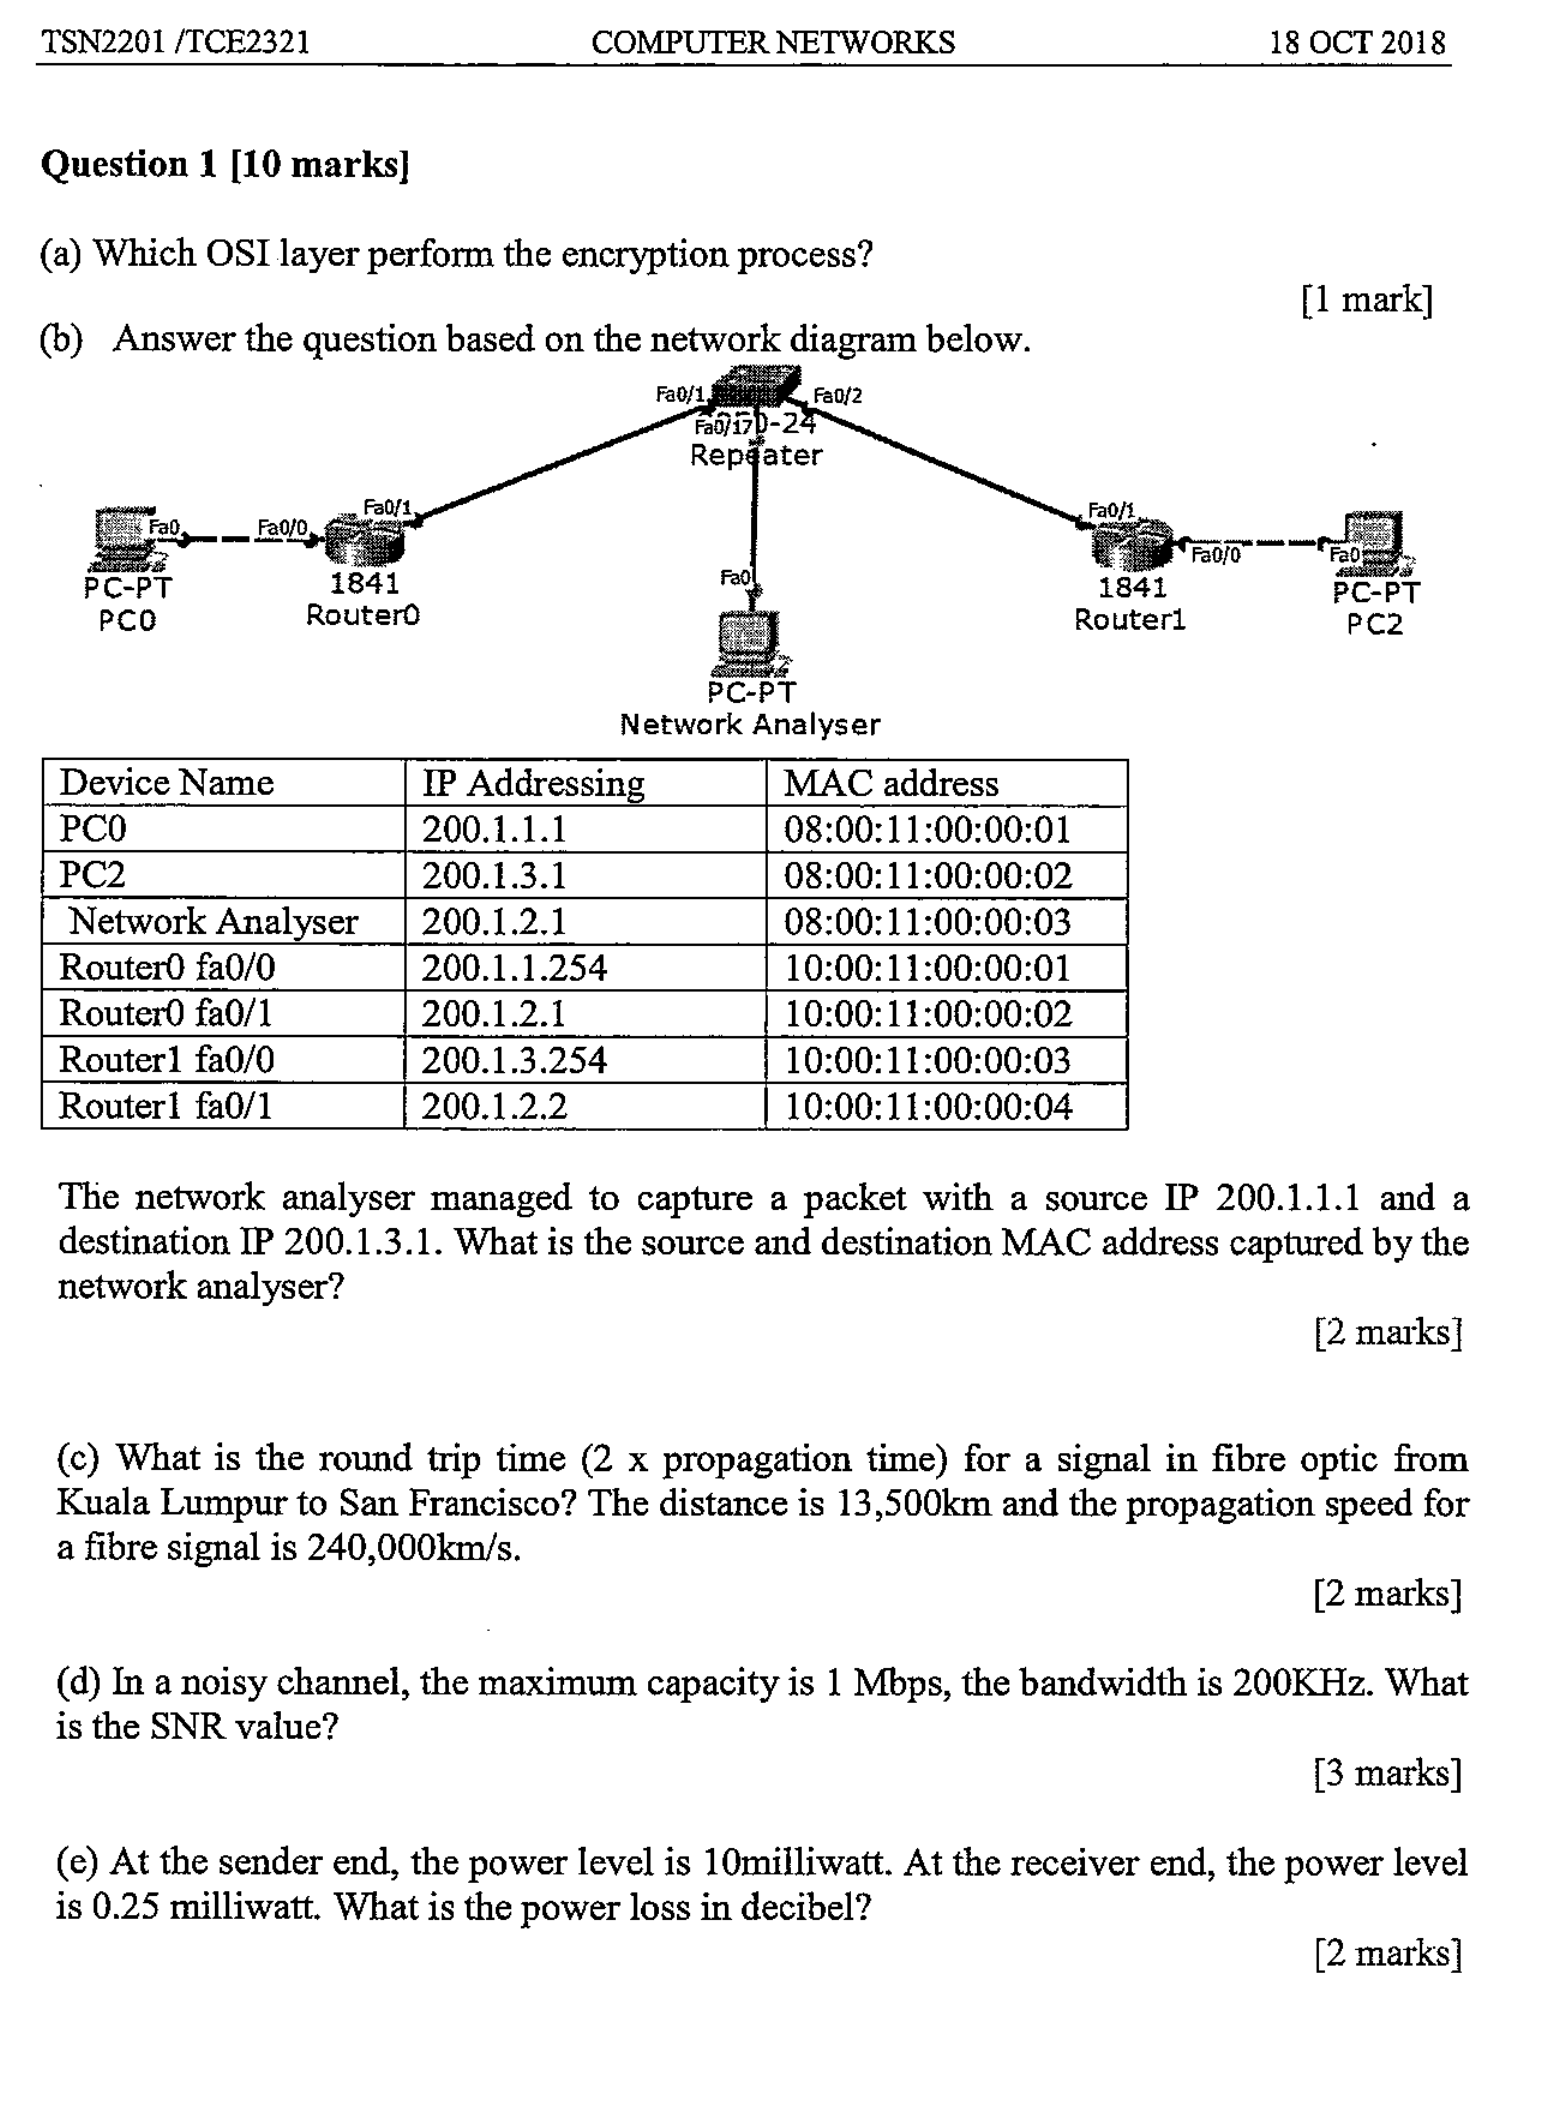 TSN2201 /TCE2321 COMPUTER NETWORKS 18 OCT 2018
Question 1 [10 marks]
(a) Which OSI layer perform the encryption process?
[1 mark]
(b) Answer the question based on the network diagram below.
Fa0/1 Fa0/2
Fa0/17 -24
Repeater
Fa0 Fa0/0 Fa0/1 Fa0/1 Fa0/0 Fa0
Fa0
PC-PT 1841 1841 PC-PT
PC0 Router0 Router1 PC2
PC-PT
Network Analyser
Device Name IP Addressing MAC address
PC0 200.1.1.1 08:00:11:00:00:01
PC2 200.1.3.1 08:00:11:00:00:02
Network Analyser 200.1.2.1 08:00:11:00:00:03
Router0 fa0/0 200.1.1.254 10:00:11:00:00:01
Router0 fa0/1 200.1.2.1 10:00:11:00:00:02
Router1 fa0/0 200.1.3.254 10:00:11:00:00:03
Router1 fa0/1 200.1.2.2 10:00:11:00:00:04
The network analyser managed to capture a packet with a source IP 200.1.1.1 and a
destination IP 200.1.3.1. What is the source and destination MAC address captured by the
network analyser?
[2 marks]
(c) What is the round trip time (2 x propagation time) for a signal in fibre optic from
Kuala Lumpur to San Francisco? The distance is 13,500km and the propagation speed for
a fibre signal is 240,000km/s.
[2 marks]
(d) In a noisy channel, the maximum capacity is 1 Mbps, the bandwidth is 200KHz. What
is the SNR value?
[3 marks]
(e) At the sender end, the power level is 10milliwatt. At the receiver end, the power level
is 0.25 milliwatt. What is the power loss in decibel?
[2 marks]